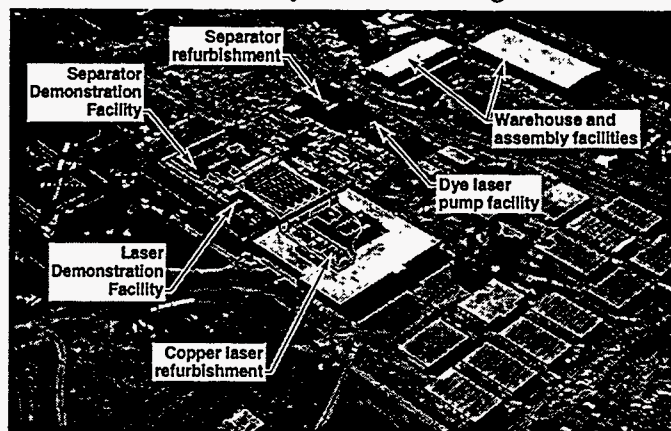 Separator
refurbishment
Separator
Demonstration
Facility
Warehouse and
assembly facilities
Dye laser
pump facility
Laser
Demonstration
Facility
Copper laser
refurbishment